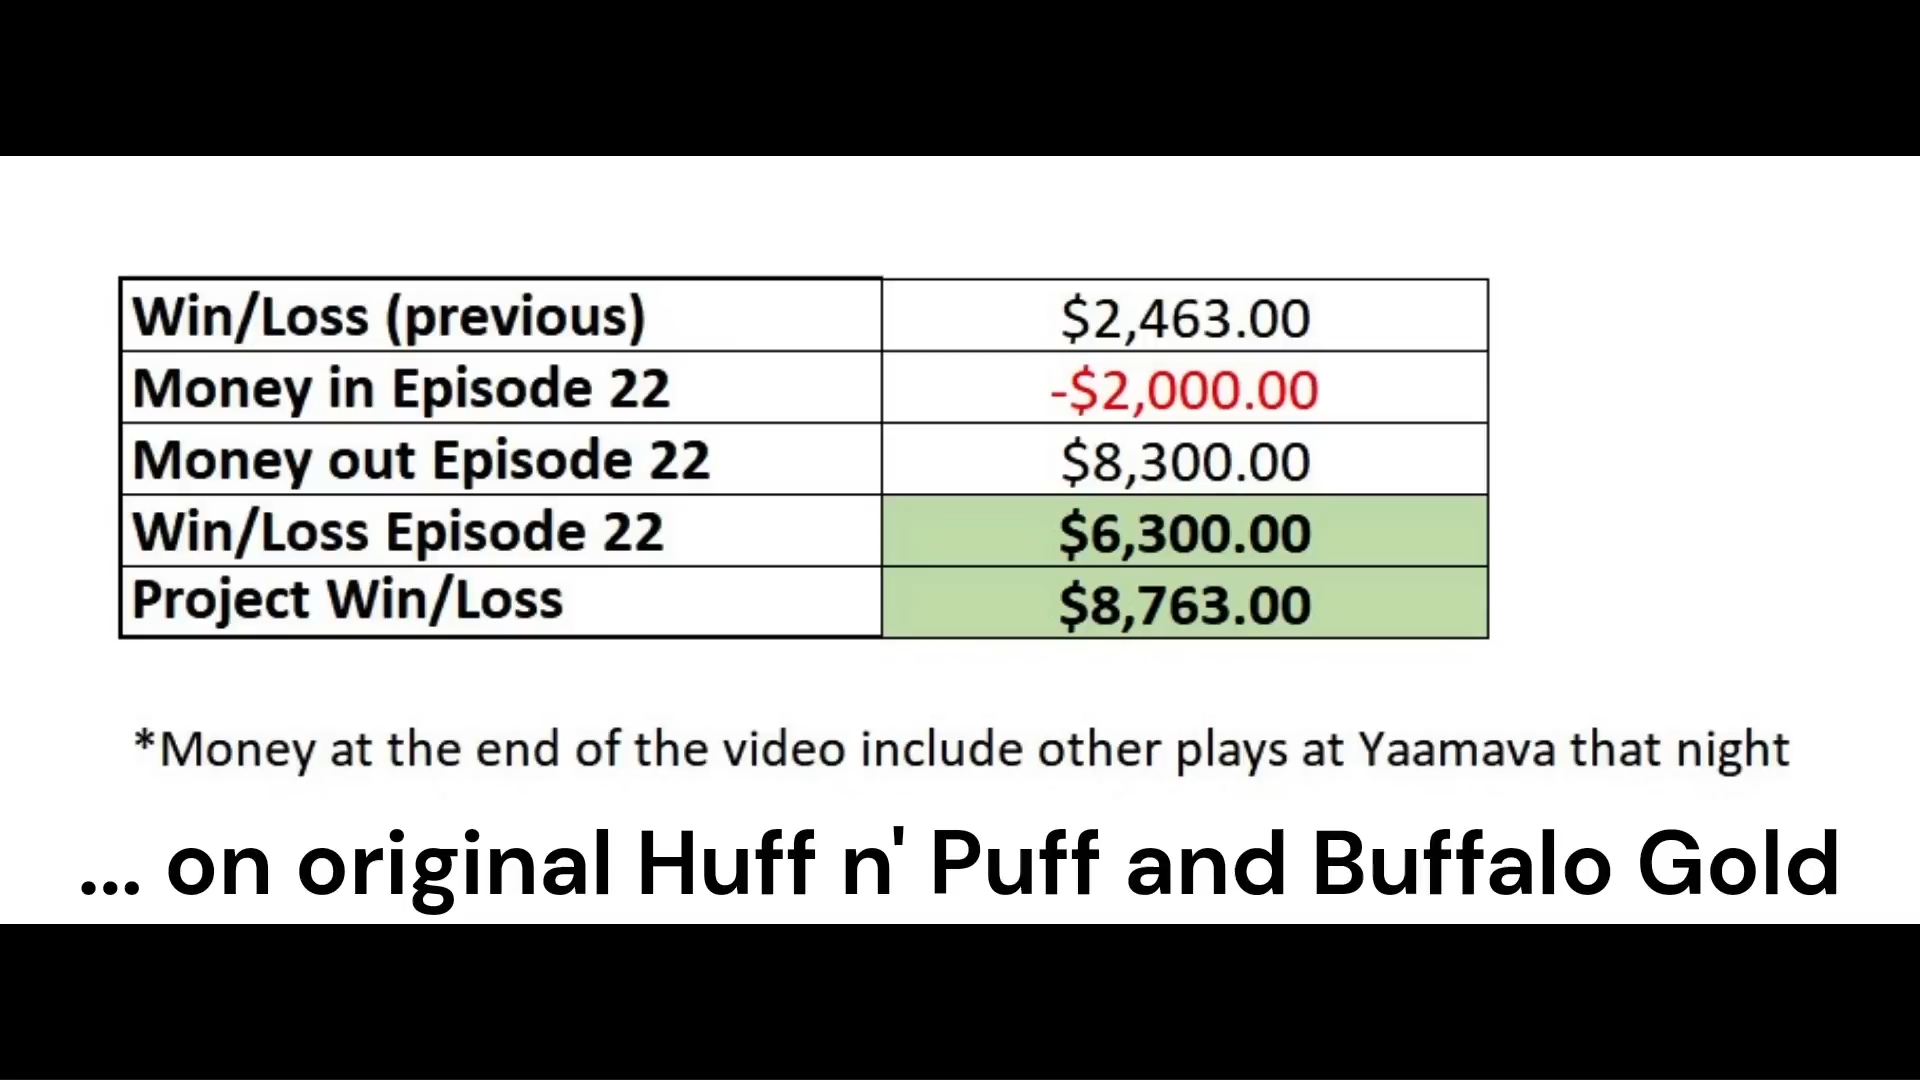 Win/Loss (previous) $2,463.00
Money in Episode 22 -$2,000.00
Money out Episode 22 $8,300.00
Win/Loss Episode 22 $6,300.00
Project Win/Loss $8,763.00
*Money at the end of the video include other plays at Yaamava that night
... on original Huff n' Puff and Buffalo Gold